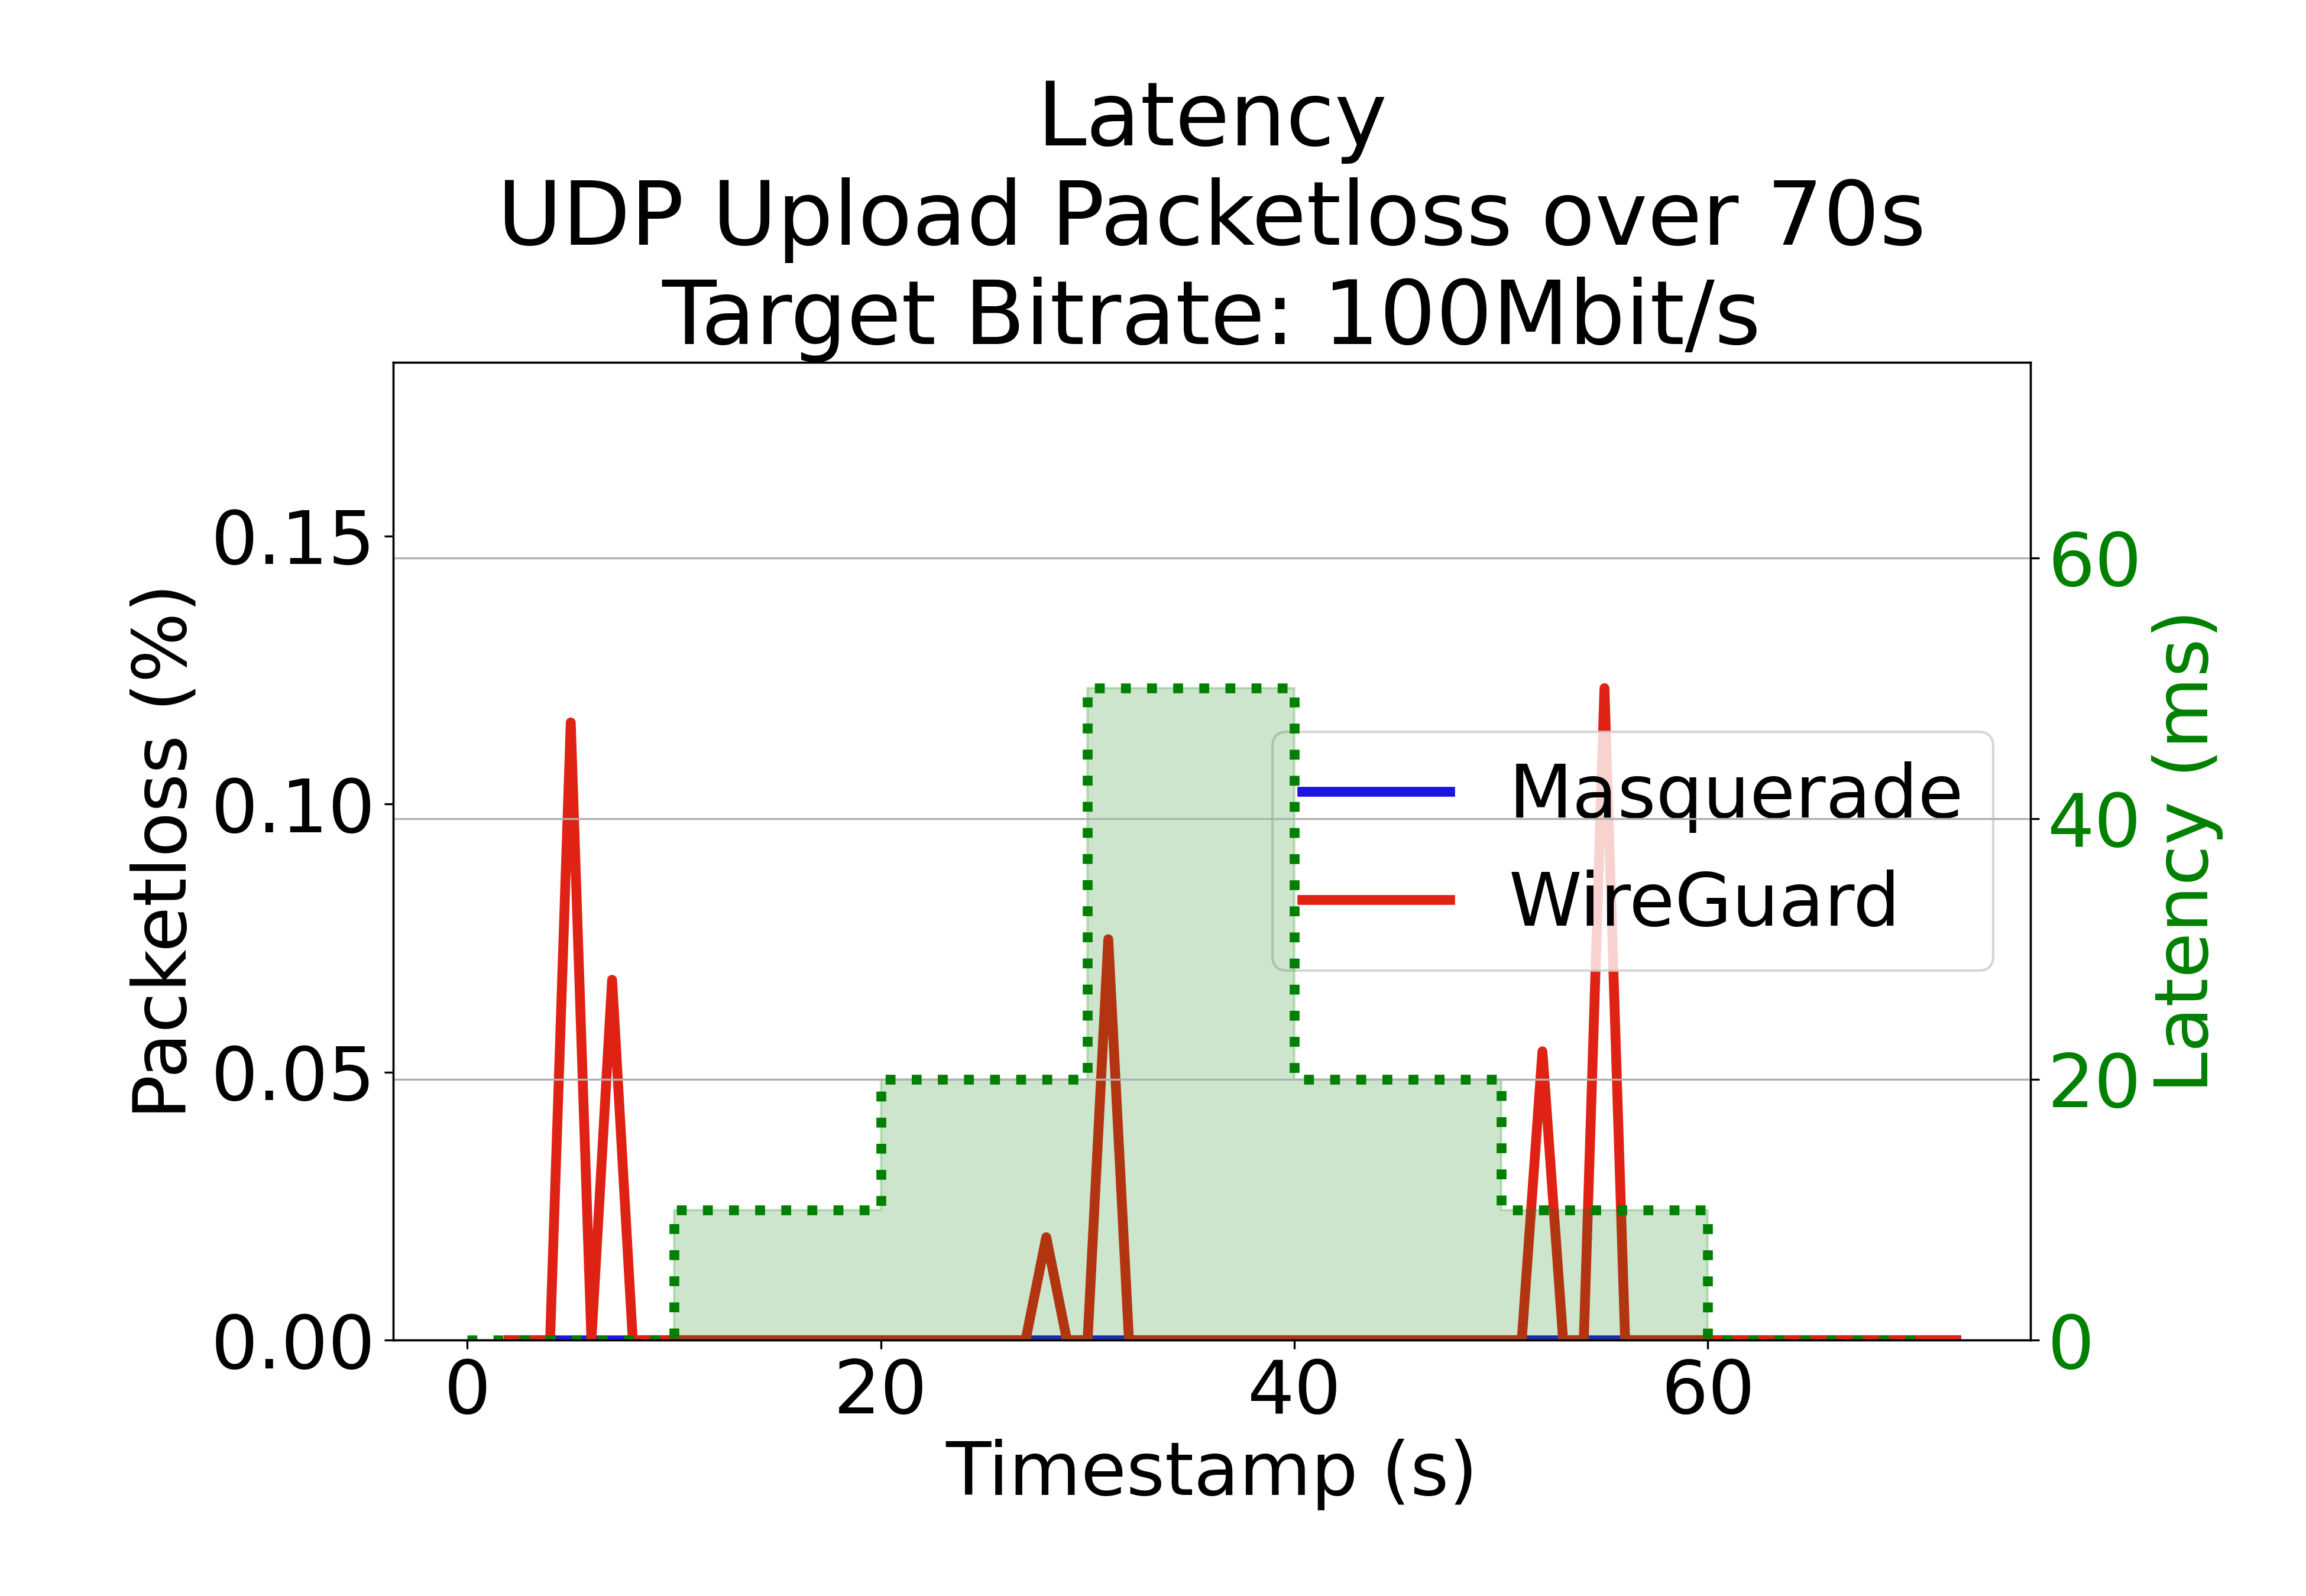 Latency
UDP Upload Packetloss over 70s
Target Bitrate: 100Mbit/s
Packetloss (%)
0.15
0.10
0.05
0.00
Masquerade
WireGuard
60
40
20
0
Latency (ms)
0
20
40
60
Timestamp (s)